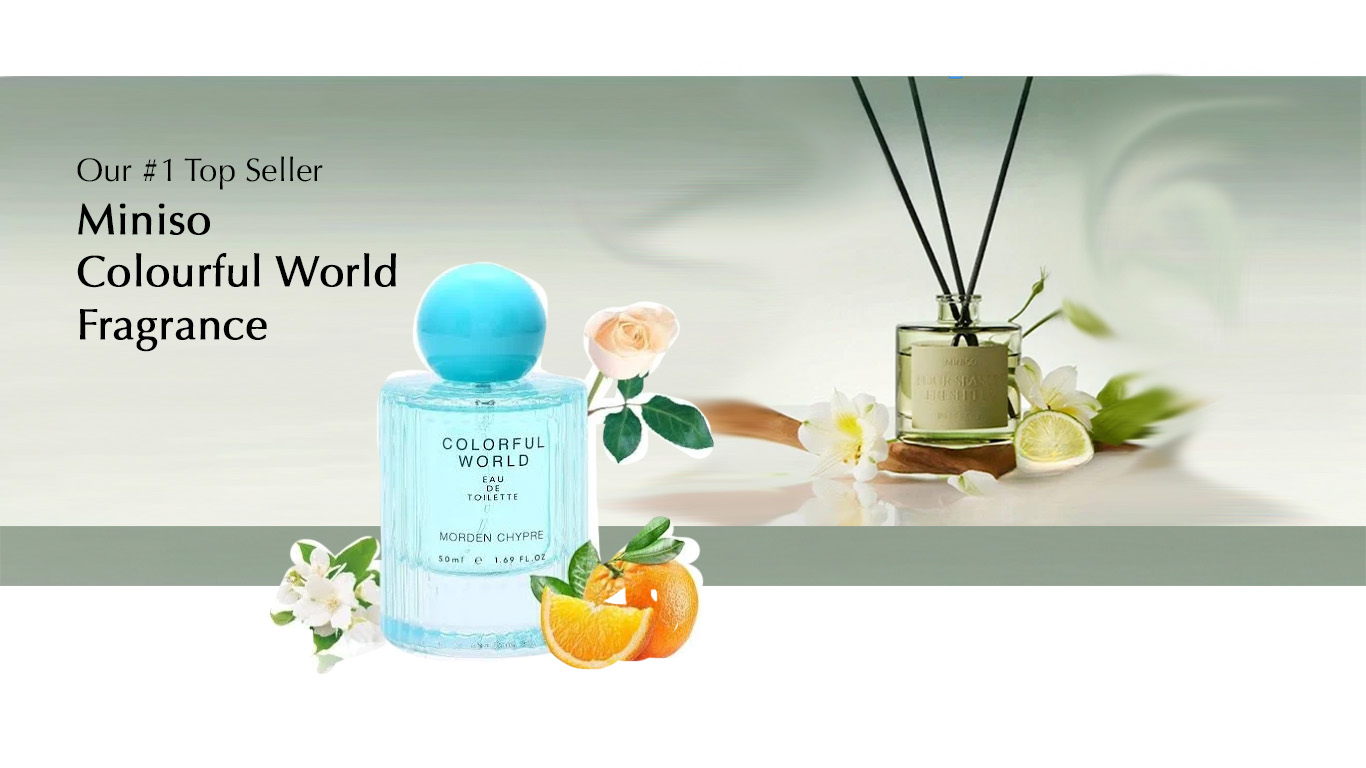 Our #1 Top Seller
Miniso
Colourful World
Fragrance
COLORFUL
WORLD
EAU
DE
TOILETTE
MORDEN CHYPRE
50ml e 1.69 FL.OZ
MINISO